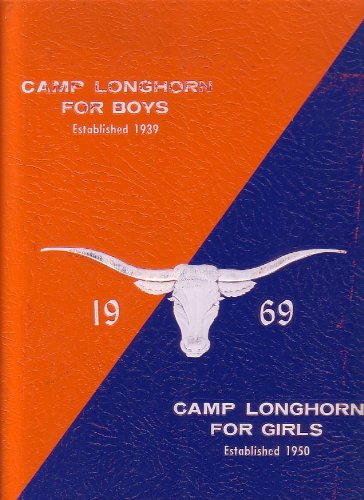 CAMP LONGHORN
FOR BOYS
Established 1939
19 69
CAMP LONGHORN
FOR GIRLS
Established 1950